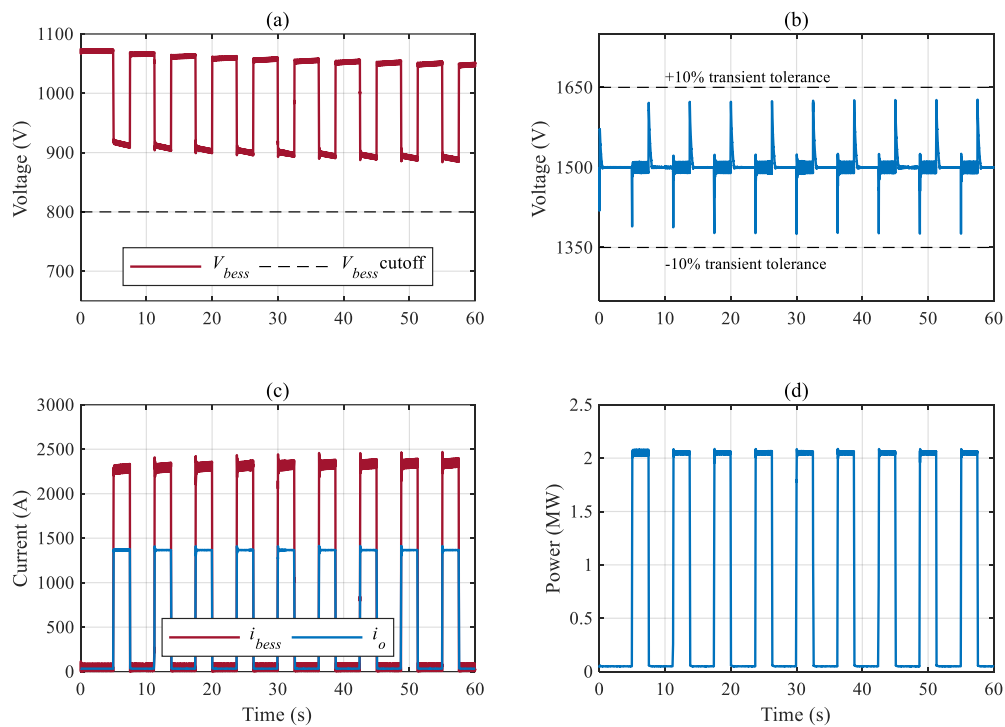 (a)
1100
1000
900
800
700
Voltage (V)
V_bess V_bess cutoff
0 10 20 30 40 50 60
(b)
1650
1500
1350
Voltage (V)
+10% transient tolerance
-10% transient tolerance
0 10 20 30 40 50 60
(c)
3000
2500
2000
1500
1000
500
0
Current (A)
i_bess i_o
0 10 20 30 40 50 60
Time (s)
(d)
2.5
2
1.5
1
0.5
0
Power (MW)
0 10 20 30 40 50 60
Time (s)